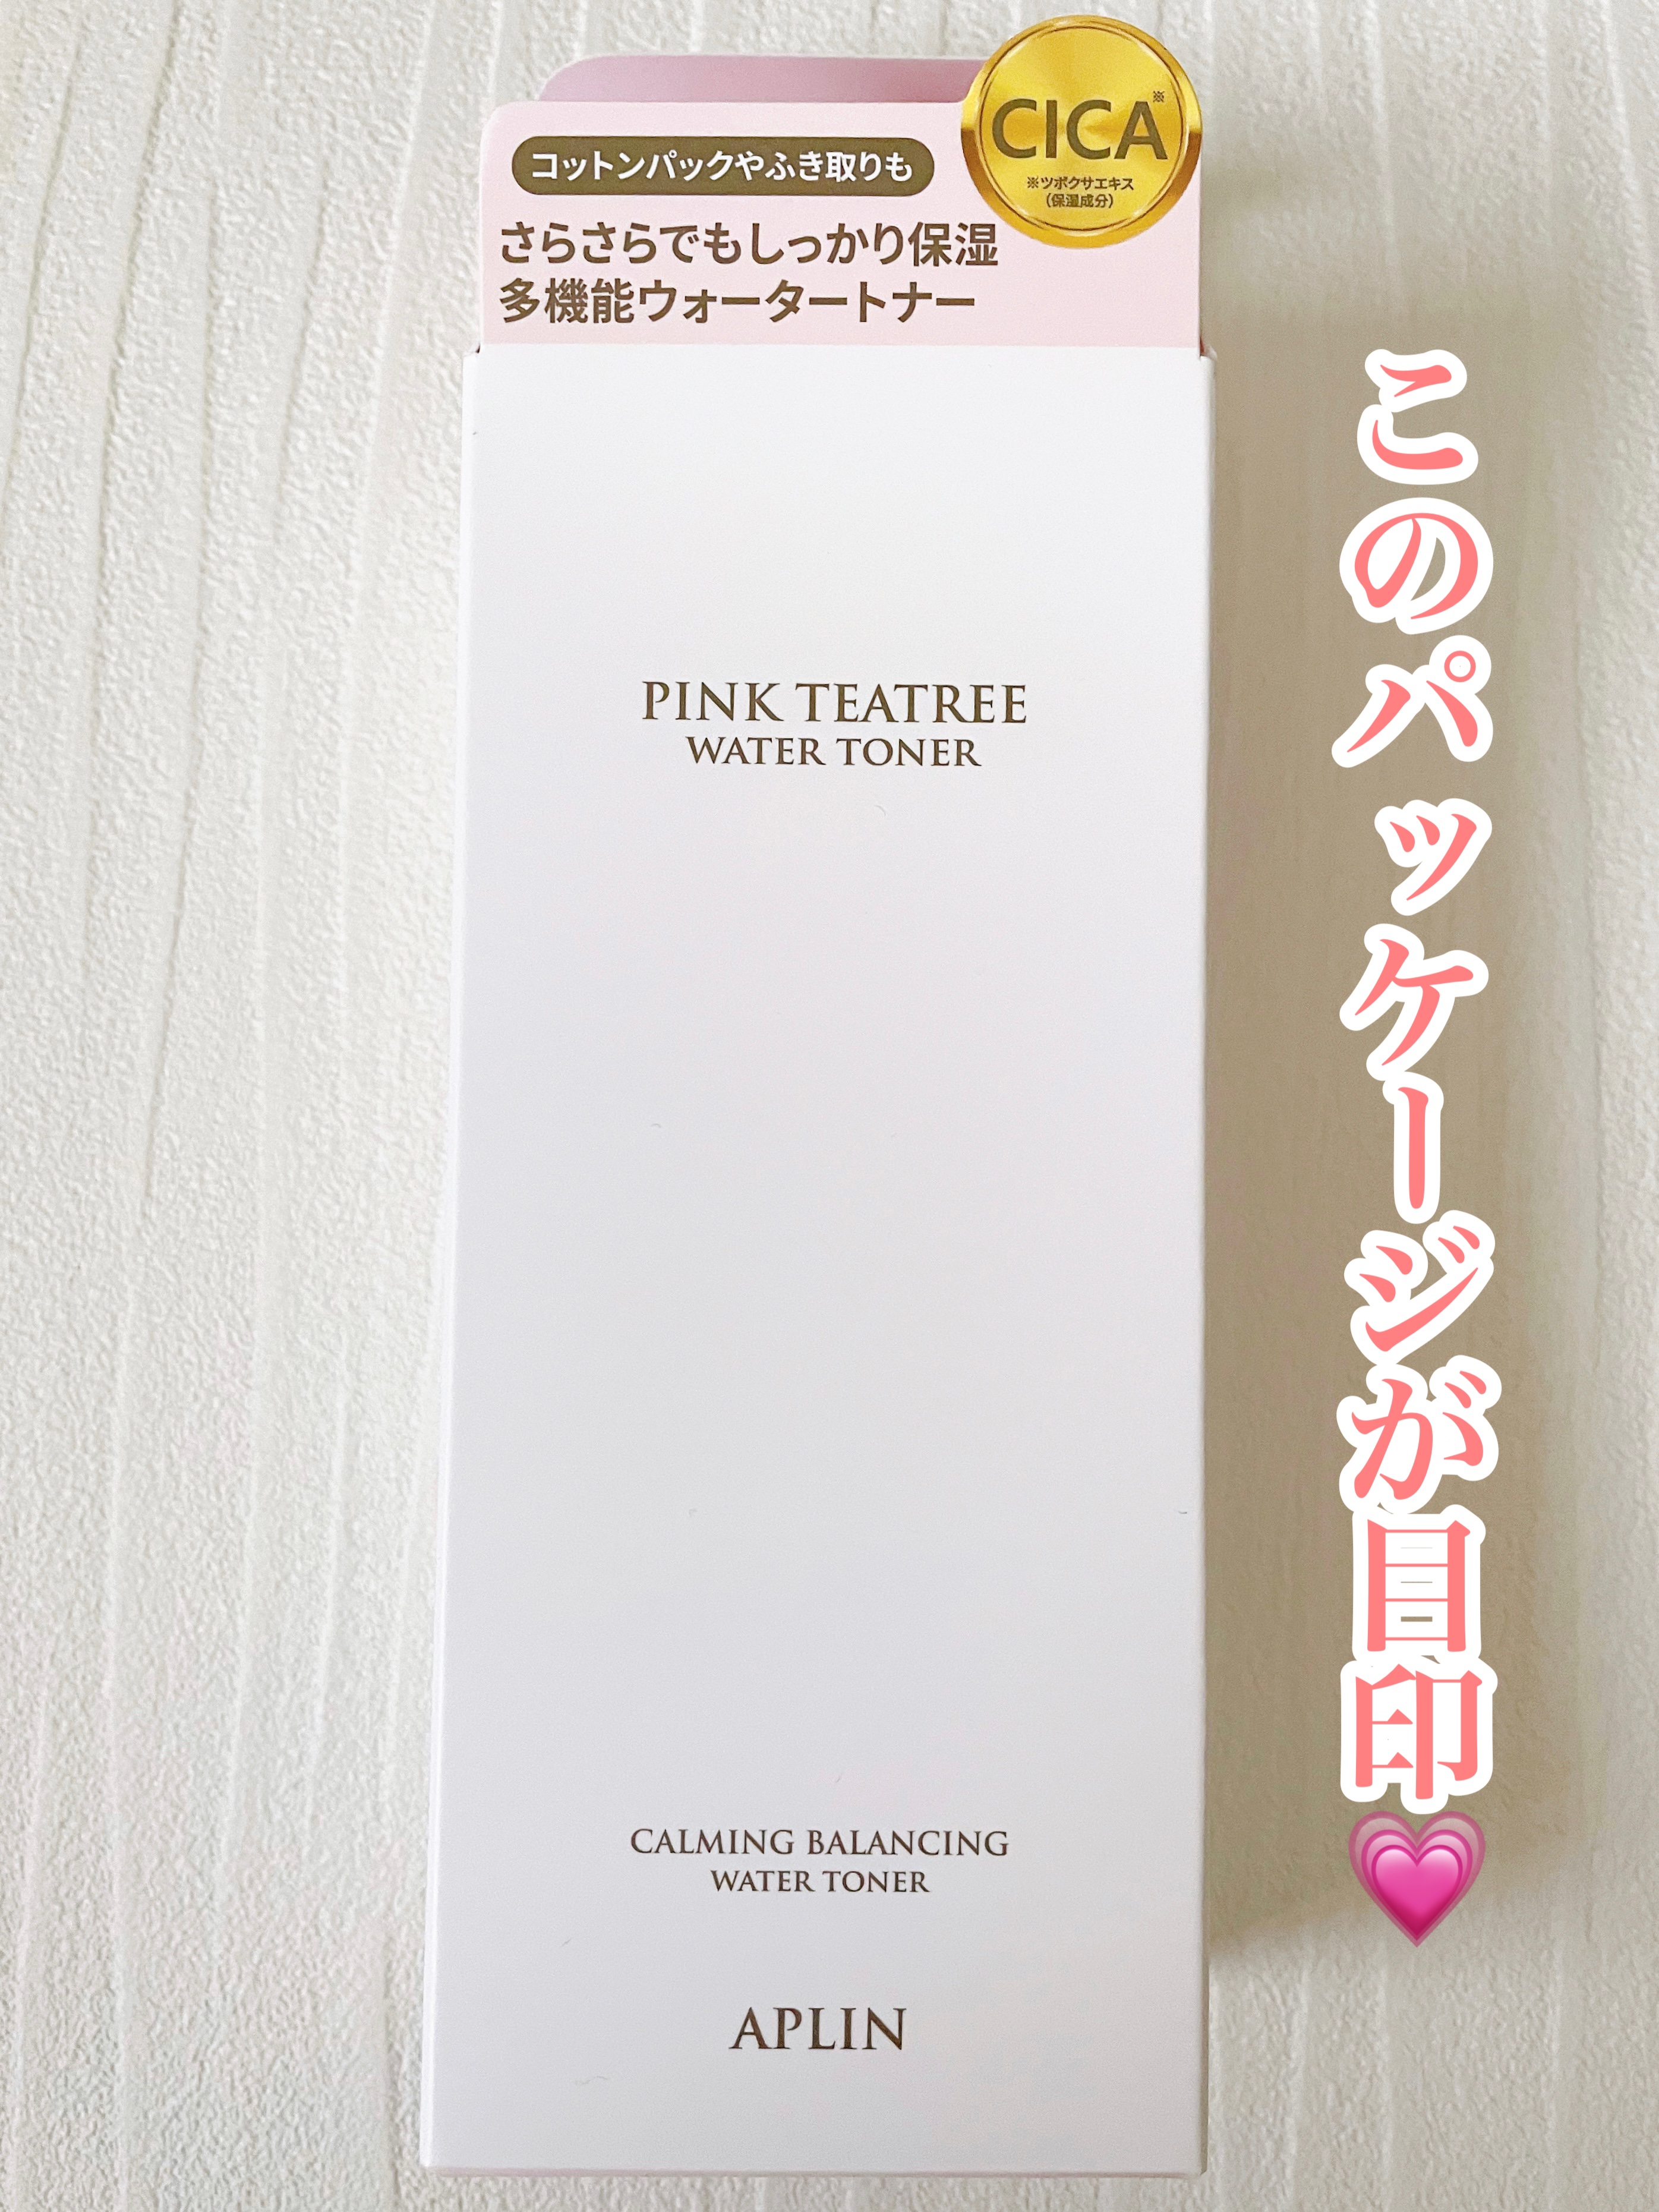 CICA※
※ツボクサエキス
(保湿成分)
コットンパックやふき取りも
さらさらでもしっかり保湿
多機能ウォータートナー
PINK TEATREE
WATER TONER
CALMING BALANCING
WATER TONER
APLIN
このパッケージが目印💗